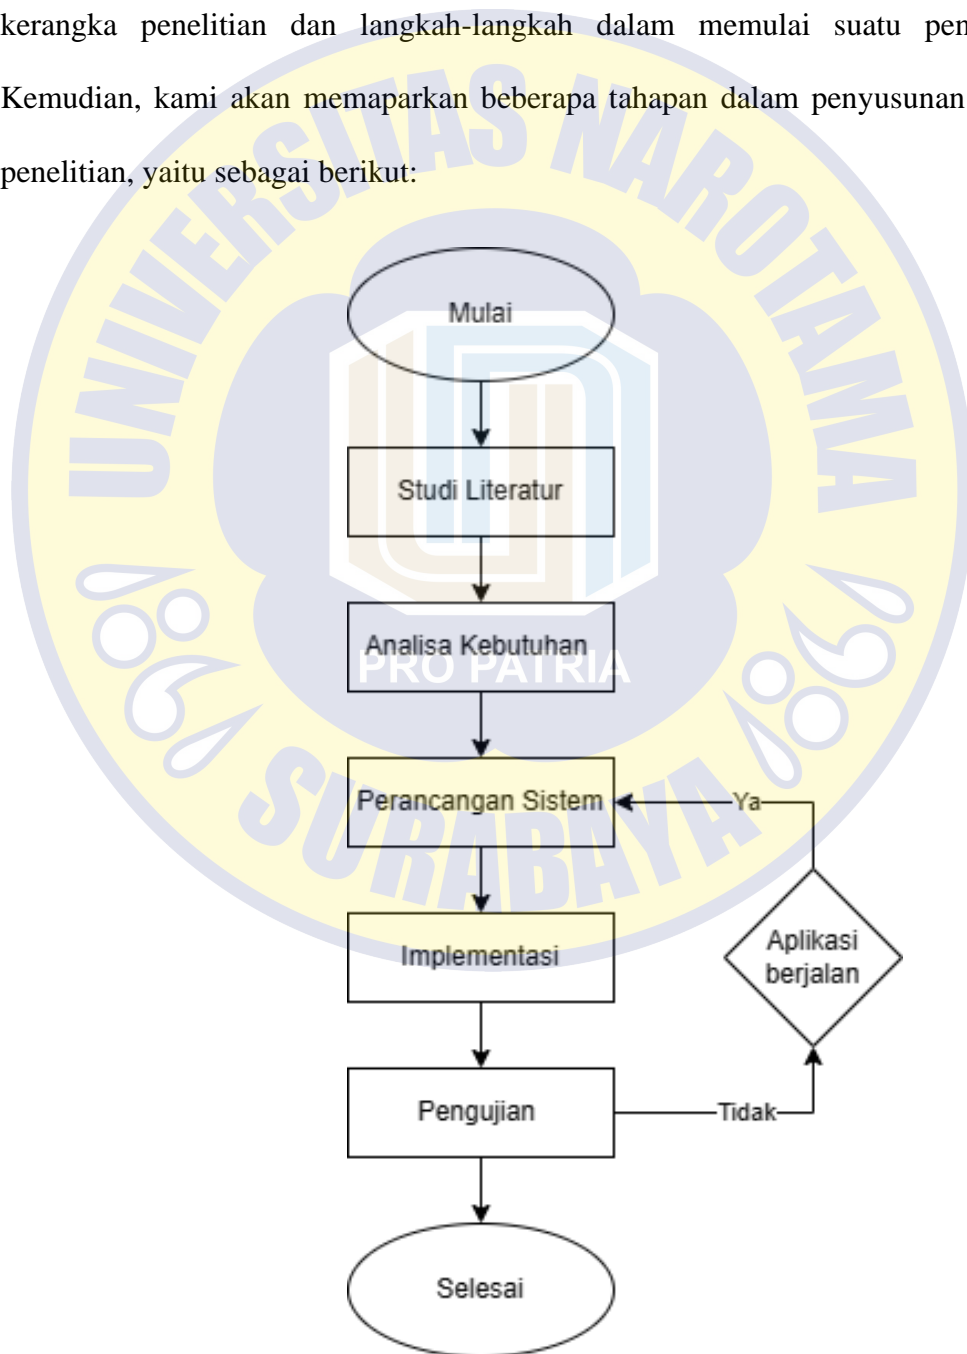 kerangka penelitian dan langkah-langkah dalam memulai suatu
Kemudian, kami akan memaparkan beberapa tahapan dalam penyusunan
penelitian, yaitu sebagai berikut:
UNIVERSITAS NAROTAMA
Mulai
Studi Literatur
Analisa Kebutuhan
PRO PATRIA
Perancangan Sistem
Ya
SURABAYA
Implementasi
Aplikasi
berjalan
Pengujian
Tidak
Selesai